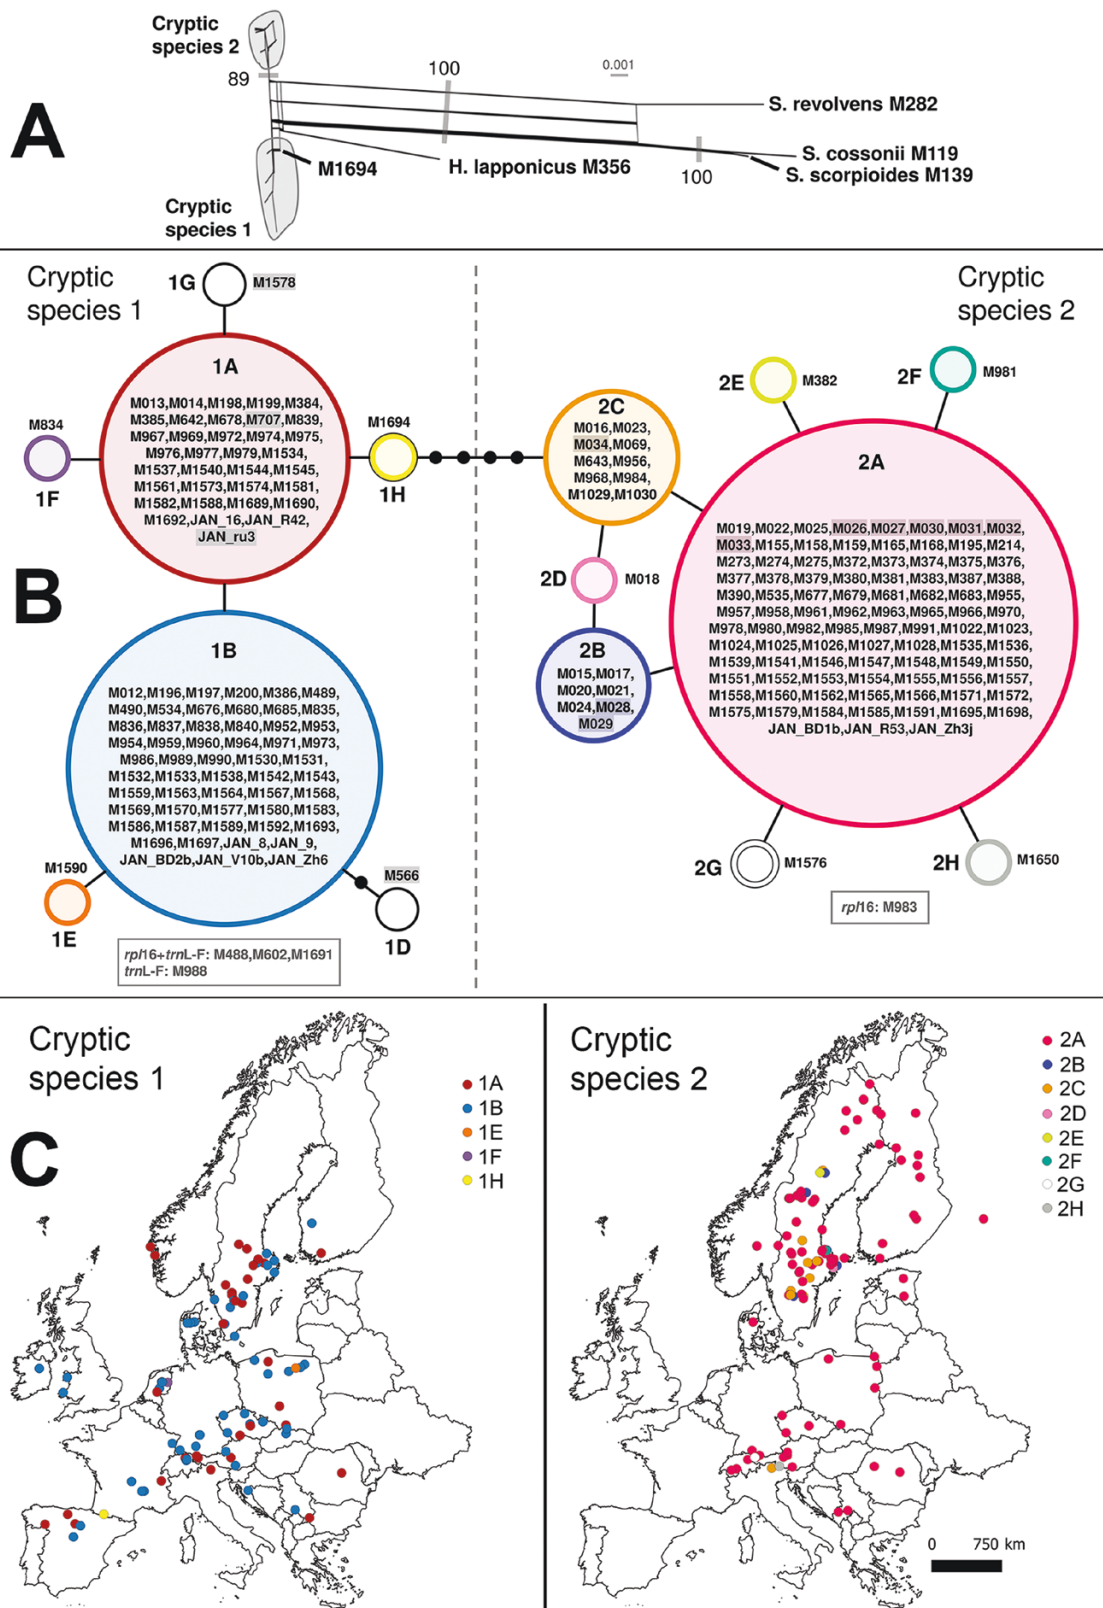 A
Cryptic
species 2
89
100
0.001
S. revolvens M282
S. cossonii M119
S. scorpioides M139
H. lapponicus M356
100
M1694
Cryptic
species 1
B
Cryptic
species 1
1G
M1578
1A
M013,M014,M198,M199,M384,
M385,M642,M678,M707,M839,
M967,M969,M972,M974,M975,
M976,M977,M979,M1534,
M1537,M1540,M1544,M1545,
M1561,M1573,M1574,M1581,
M1582,M1588,M1689,M1690,
M1692,JAN_16,JAN_R42,
JAN_ru3
M834
1F
M1694
1H
1B
M012,M196,M197,M200,M386,M489,
M490,M534,M676,M680,M685,M835,
M836,M837,M838,M840,M952,M953,
M954,M959,M960,M964,M971,M973,
M986,M989,M990,M1530,M1531,
M1532,M1533,M1538,M1542,M1543,
M1559,M1563,M1564,M1567,M1568,
M1569,M1570,M1577,M1580,M1583,
M1586,M1587,M1589,M1592,M1693,
M1696,M1697,JAN_8,JAN_9,
JAN_BD2b,JAN_V10b,JAN_Zh6
M1590
1E
M566
1D
rpl16+trnL-F: M488,M602,M1691
trnL-F: M988
Cryptic
species 2
2C
M016,M023,
M034,M069,
M643,M956,
M968,M984,
M1029,M1030
2D
M018
2B
M015,M017,
M020,M021,
M024,M028,
M029
2E
M382
2F
M981
2A
M019,M022,M025,M026,M027,M030,M031,M032,
M033,M155,M158,M159,M165,M168,M195,M214,
M273,M274,M275,M372,M373,M374,M375,M376,
M377,M378,M379,M380,M381,M383,M387,M388,
M390,M535,M677,M679,M681,M682,M683,M955,
M957,M958,M961,M962,M963,M965,M966,M970,
M978,M980,M982,M985,M987,M991,M1022,M1023,
M1024,M1025,M1026,M1027,M1028,M1535,M1536,
M1539,M1541,M1546,M1547,M1548,M1549,M1550,
M1551,M1552,M1553,M1554,M1555,M1556,M1557,
M1558,M1560,M1562,M1565,M1566,M1571,M1572,
M1575,M1579,M1584,M1585,M1591,M1695,M1698,
JAN_BD1b,JAN_R53,JAN_Zh3j
2G
M1576
2H
M1650
rpl16: M983
C
Cryptic
species 1
1A
1B
1E
1F
1H
Cryptic
species 2
2A
2B
2C
2D
2E
2F
2G
2H
0 750 km